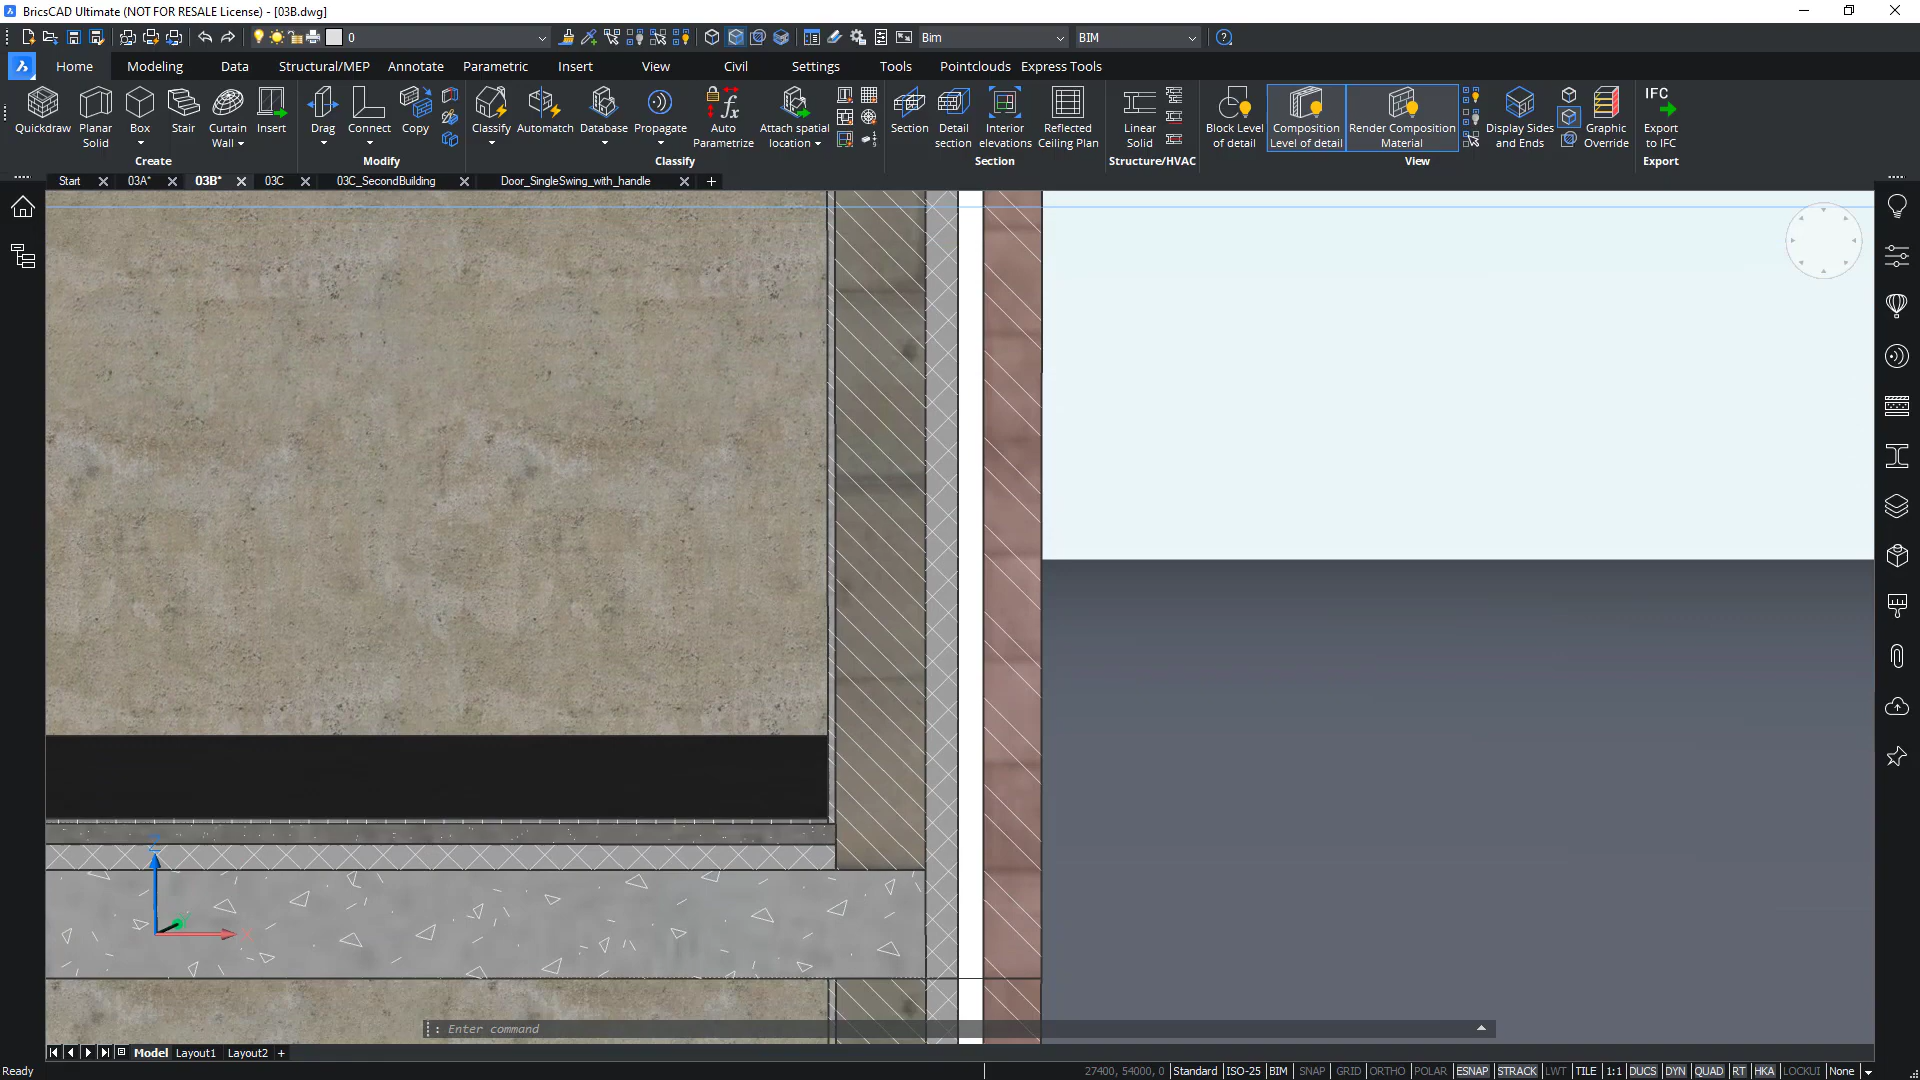 BricsCAD Ultimate (NOT FOR RESALE License) - [03B.dwg]
0
Bim
BIM
Home
Modeling
Data
Structural/MEP
Annotate
Parametric
Insert
View
Civil
Settings
Tools
Pointclouds
Express Tools
Quickdraw
Planar Solid
Box
Stair
Curtain Wall
Insert
Create
Drag
Connect
Copy
Modify
Classify
Automatch
Database
Propagate
Auto Parametrize
Attach spatial location
Classify
Section
Detail section
Interior elevations
Reflected Ceiling Plan
Section
Linear Solid
Structure/HVAC
Block Level of detail
Composition Level of detail
Render Composition Material
Display Sides and Ends
Graphic Override
View
IFC
Export to IFC
Export
Start
03A*
03B*
03C
03C_SecondBuilding
Door_SingleSwing_with_handle
Z
Y
X
: Enter command
Model
Layout1
Layout2
Ready
27400, 54000, 0
Standard
ISO-25
BIM
SNAP
GRID
ORTHO
POLAR
ESNAP
STRACK
LWT
TILE
1:1
DUCS
DYN
QUAD
RT
HKA
LOCKUI
None